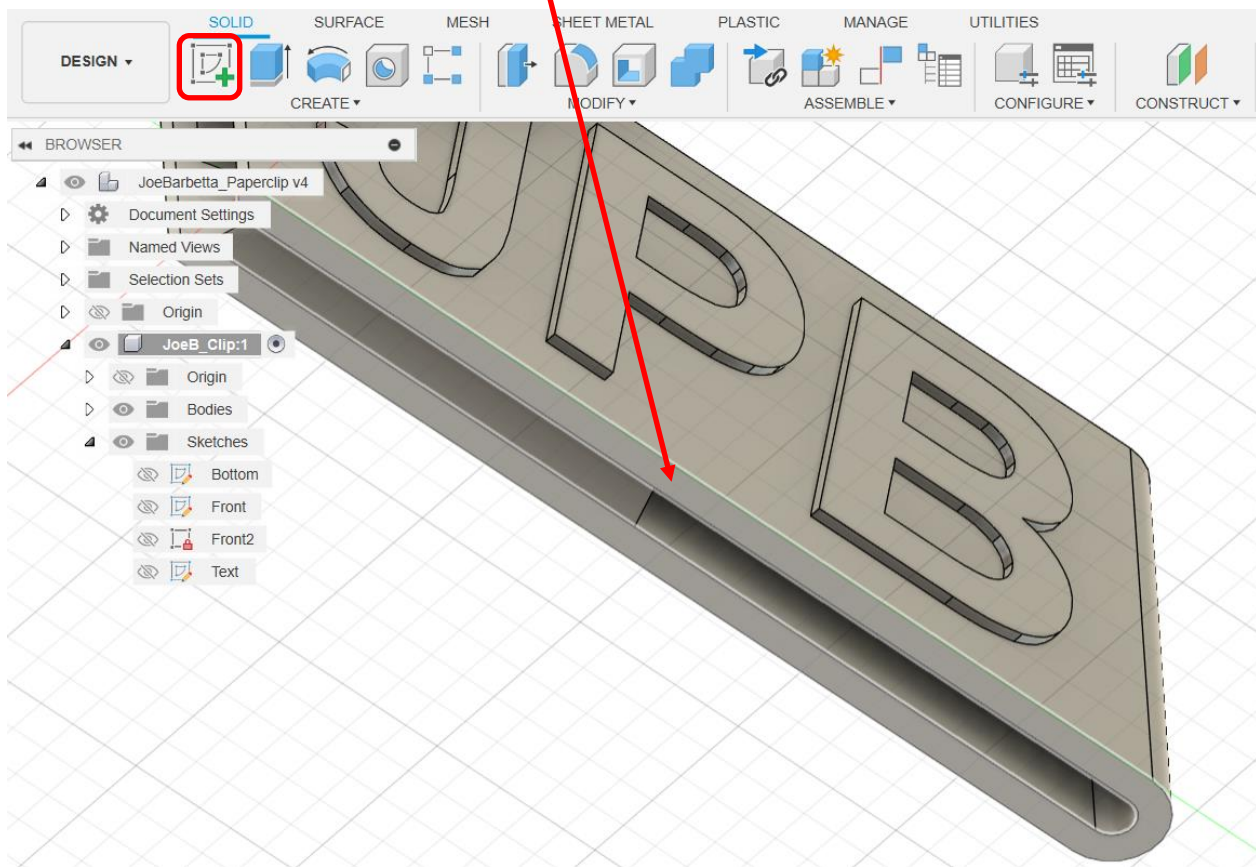 SOLID SURFACE MESH SHEET METAL PLASTIC MANAGE UTILITIES
DESIGN ▾
CREATE ▾ MODIFY ▾ ASSEMBLE ▾ CONFIGURE ▾ CONSTRUCT ▾
BROWSER
JoeBarbetta_Paperclip v4
Document Settings
Named Views
Selection Sets
Origin
JoeB_Clip:1
Origin
Bodies
Sketches
Bottom
Front
Front2
Text
PB